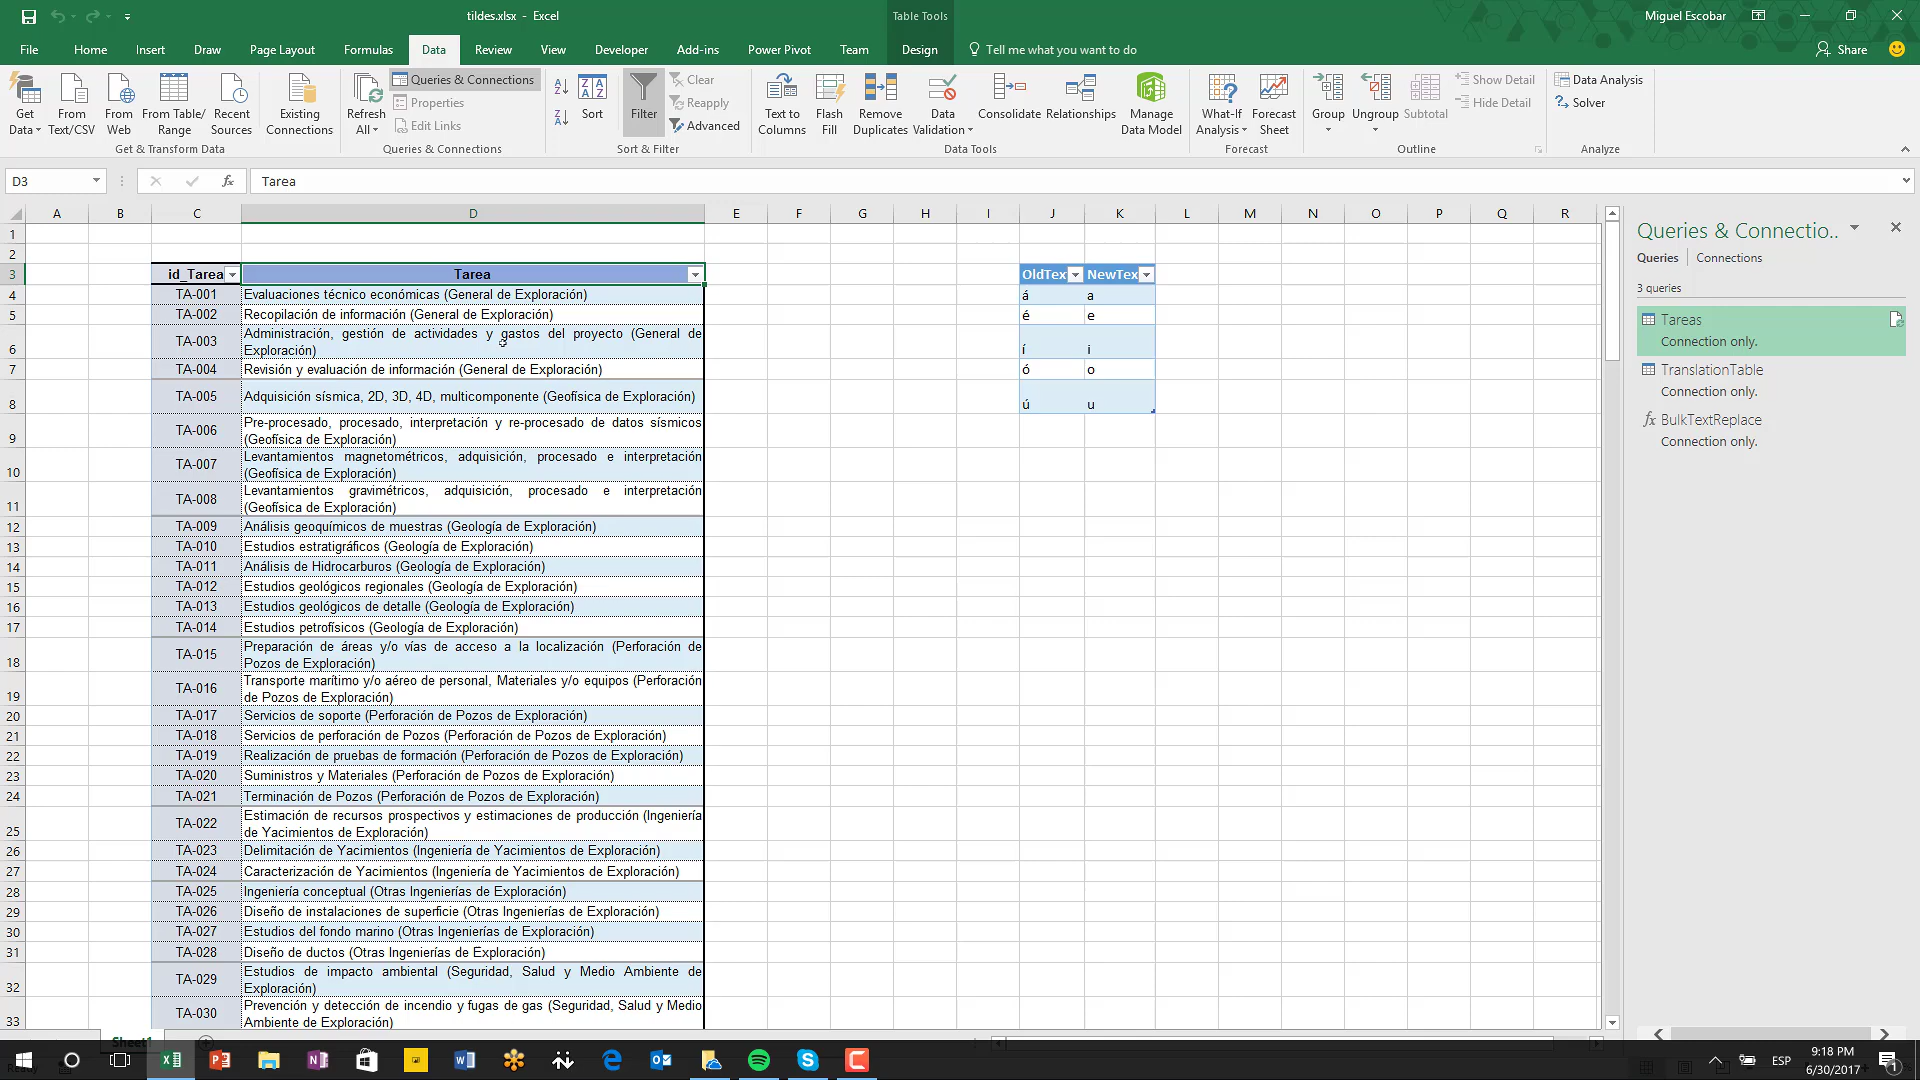 tildes.xlsx - Excel
Table Tools
Miguel Escobar
File Home Insert Draw Page Layout Formulas Data Review View Developer Add-ins Power Pivot Team Design Tell me what you want to do Share
Get Data
From Text/CSV
From Web
From Table/ Range
Recent Sources
Existing Connections
Get & Transform Data
Refresh All
Queries & Connections
Properties
Edit Links
Queries & Connections
Sort
Filter
Clear
Reapply
Advanced
Sort & Filter
Text to Columns
Flash Fill
Remove Duplicates
Data Validation
Consolidate
Relationships
Manage Data Model
Data Tools
What-If Analysis
Forecast Sheet
Forecast
Group
Ungroup
Subtotal
Show Detail
Hide Detail
Outline
Data Analysis
Solver
Analyze
D3 fx Tarea
A B C D E F G H I J K L M N O P Q R
1
2
3 id_Tarea Tarea OldTex NewTex
4 TA-001 Evaluaciones técnico económicas (General de Exploración) á a
5 TA-002 Recopilación de información (General de Exploración) é e
6 TA-003 Administración, gestión de actividades y gastos del proyecto (General de
Exploración) í i
7 TA-004 Revisión y evaluación de información (General de Exploración) ó o
8 TA-005 Adquisición sísmica, 2D, 3D, 4D, multicomponente (Geofísica de Exploración) ú u
9 TA-006 Pre-procesado, procesado, interpretación y re-procesado de datos sísmicos
(Geofísica de Exploración)
10 TA-007 Levantamientos magnetométricos, adquisición, procesado e interpretación
(Geofísica de Exploración)
11 TA-008 Levantamientos gravimétricos, adquisición, procesado e interpretación
(Geofísica de Exploración)
12 TA-009 Análisis geoquímicos de muestras (Geología de Exploración)
13 TA-010 Estudios estratigráficos (Geología de Exploración)
14 TA-011 Análisis de Hidrocarburos (Geología de Exploración)
15 TA-012 Estudios geológicos regionales (Geología de Exploración)
16 TA-013 Estudios geológicos de detalle (Geología de Exploración)
17 TA-014 Estudios petrofísicos (Geología de Exploración)
18 TA-015 Preparación de áreas y/o vías de acceso a la localización (Perforación de
Pozos de Exploración)
19 TA-016 Transporte marítimo y/o aéreo de personal, Materiales y/o equipos (Perforación
de Pozos de Exploración)
20 TA-017 Servicios de soporte (Perforación de Pozos de Exploración)
21 TA-018 Servicios de perforación de Pozos (Perforación de Pozos de Exploración)
22 TA-019 Realización de pruebas de formación (Perforación de Pozos de Exploración)
23 TA-020 Suministros y Materiales (Perforación de Pozos de Exploración)
24 TA-021 Terminación de Pozos (Perforación de Pozos de Exploración)
25 TA-022 Estimación de recursos prospectivos y estimaciones de producción (Ingeniería
de Yacimientos de Exploración)
26 TA-023 Delimitación de Yacimientos (Ingeniería de Yacimientos de Exploración)
27 TA-024 Caracterización de Yacimientos (Ingeniería de Yacimientos de Exploración)
28 TA-025 Ingeniería conceptual (Otras Ingenierías de Exploración)
29 TA-026 Diseño de instalaciones de superficie (Otras Ingenierías de Exploración)
30 TA-027 Estudios del fondo marino (Otras Ingenierías de Exploración)
31 TA-028 Diseño de ductos (Otras Ingenierías de Exploración)
32 TA-029 Estudios de impacto ambiental (Seguridad, Salud y Medio Ambiente de
Exploración)
33 TA-030 Prevención y detección de incendio y fugas de gas (Seguridad, Salud y Medio
Ambiente de Exploración)
Queries & Connectio..
Queries Connections
3 queries
Tareas
Connection only.
TranslationTable
Connection only.
fx BulkTextReplace
Connection only.
Sheet1
ESP
9:18 PM
6/30/2017
1